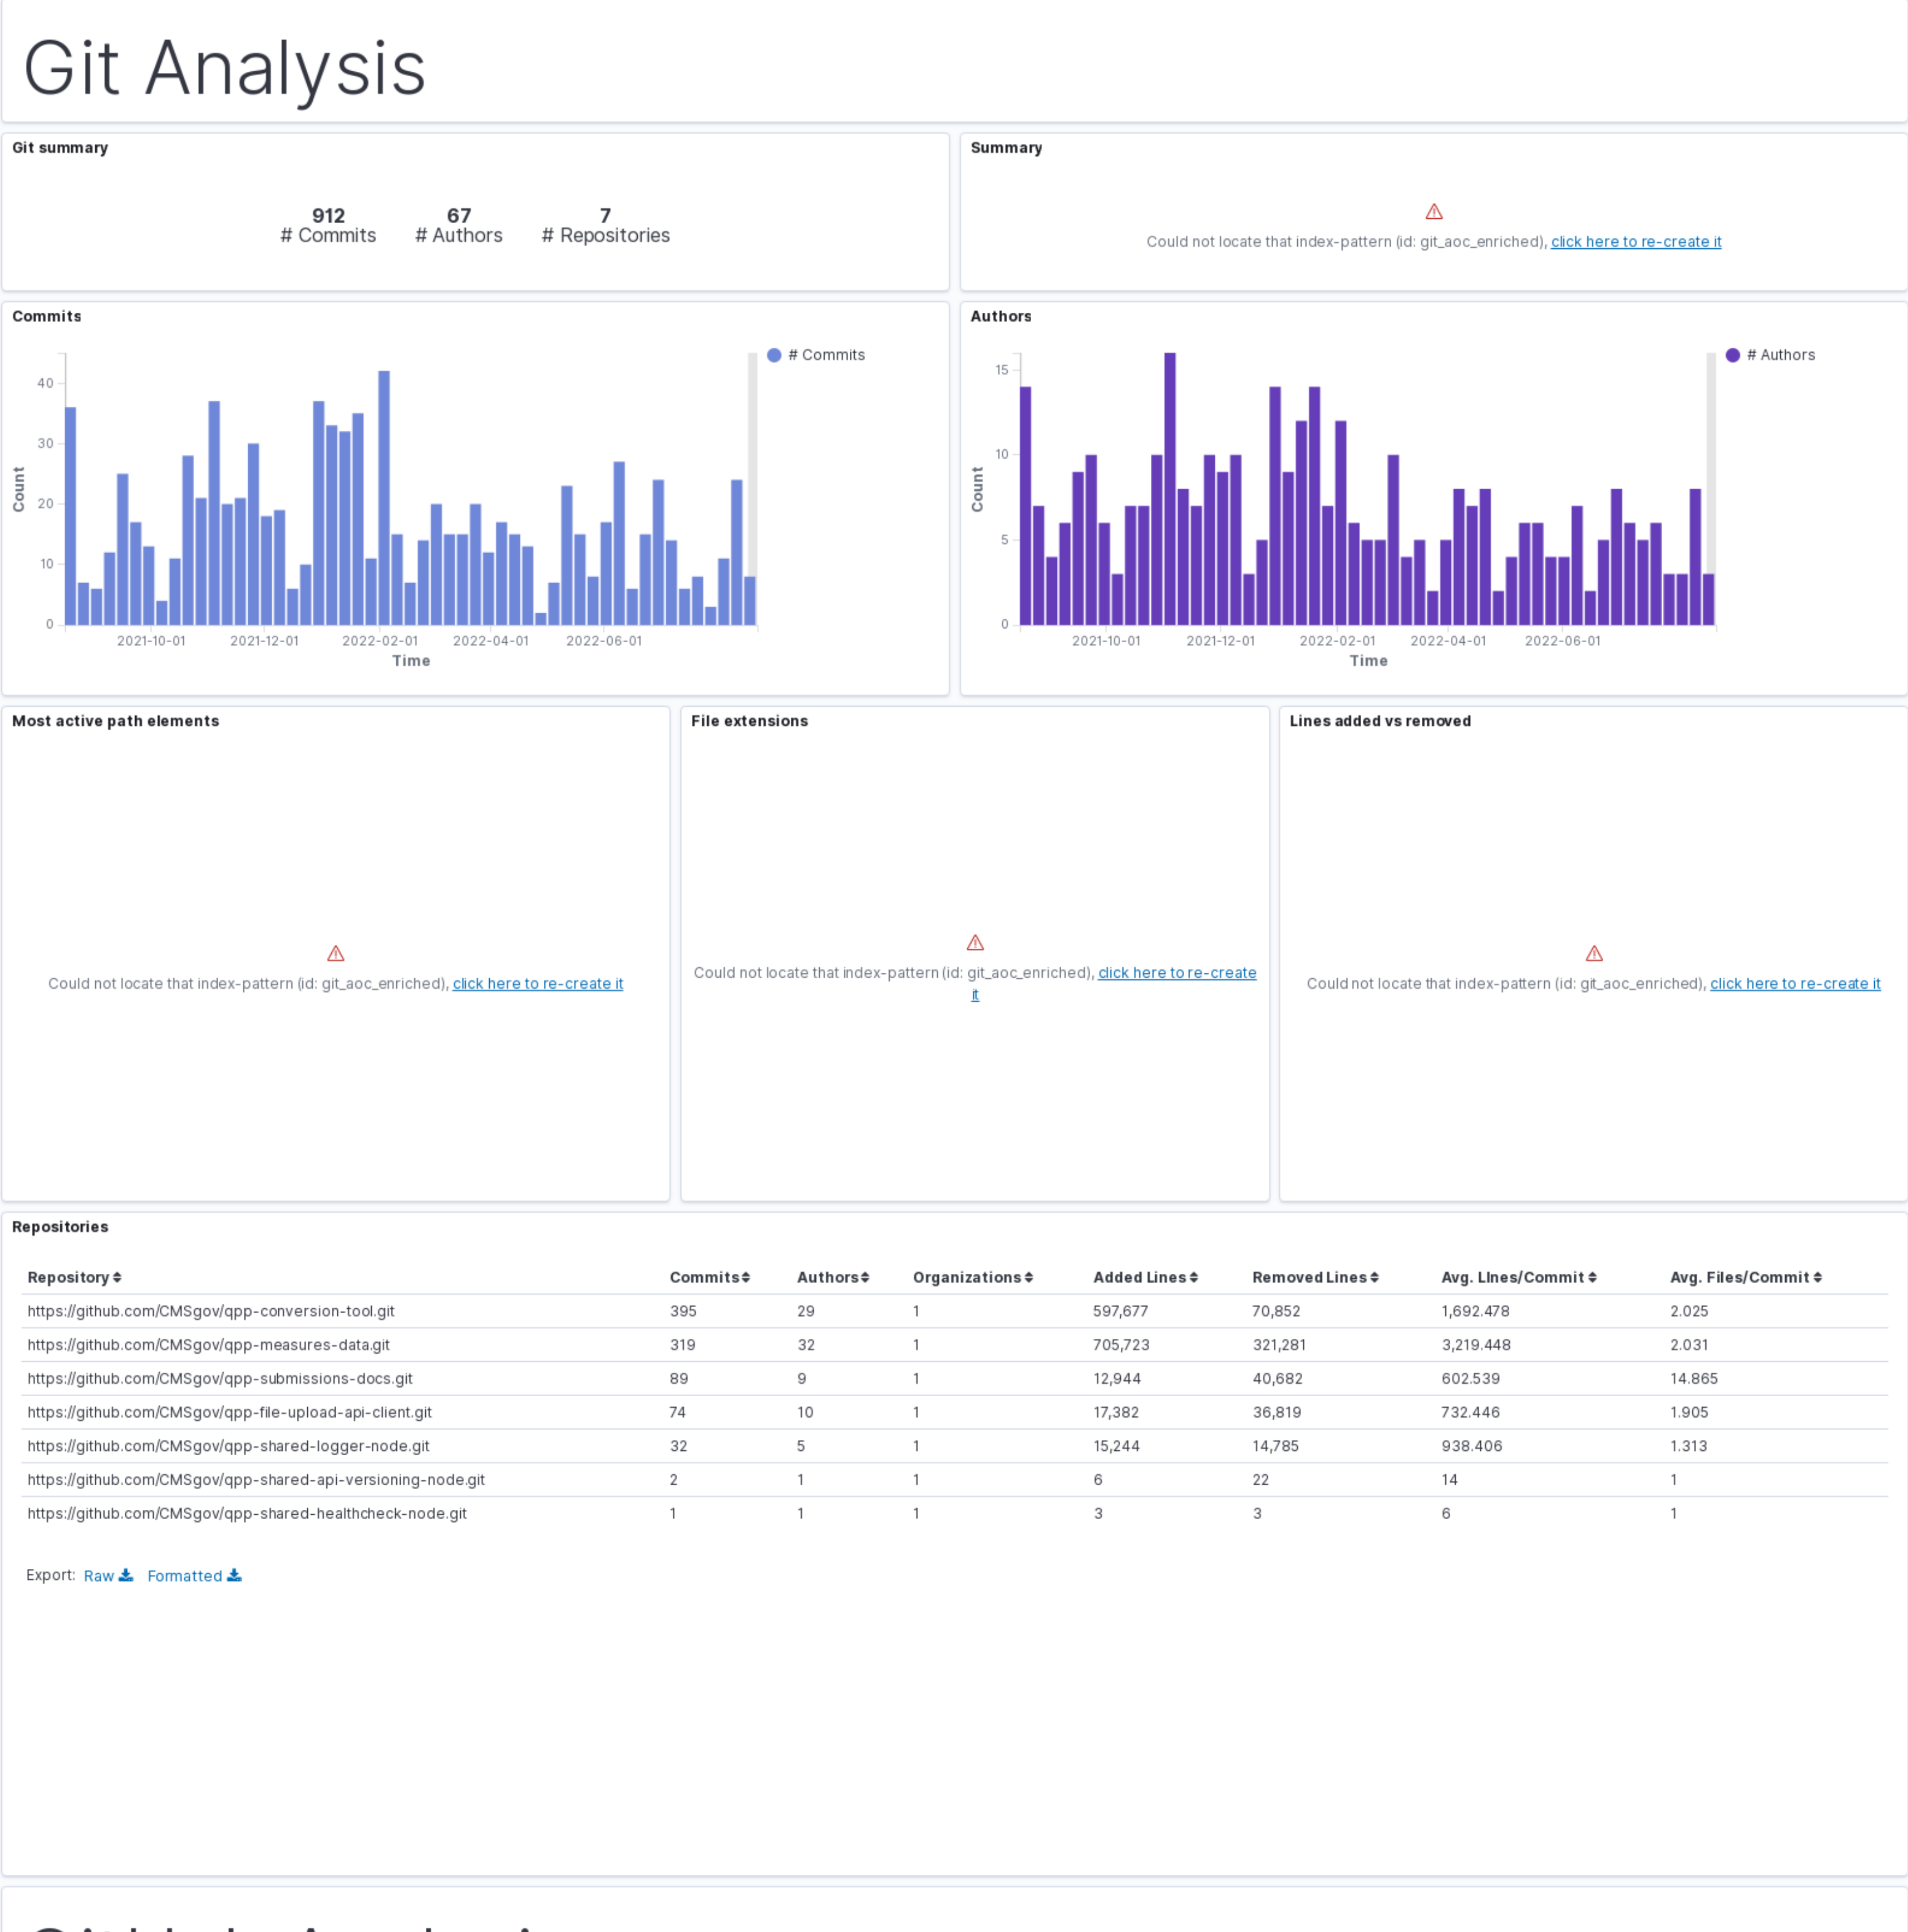 Git Analysis
Git summary
912 67 7
# Commits # Authors # Repositories
Summary
Could not locate that index-pattern (id: git_aoc_enriched), click here to re-create it
Commits
# Commits
40
30
20
10
0
Count
2021-10-01 2021-12-01 2022-02-01 2022-04-01 2022-06-01
Time
Authors
# Authors
15
10
5
0
Count
2021-10-01 2021-12-01 2022-02-01 2022-04-01 2022-06-01
Time
Most active path elements
Could not locate that index-pattern (id: git_aoc_enriched), click here to re-create it
File extensions
Could not locate that index-pattern (id: git_aoc_enriched), click here to re-create
it
Lines added vs removed
Could not locate that index-pattern (id: git_aoc_enriched), click here to re-create it
Repositories
Repository Commits Authors Organizations Added Lines Removed Lines Avg. LInes/Commit Avg. Files/Commit
https://github.com/CMSgov/qpp-conversion-tool.git 395 29 1 597,677 70,852 1,692.478 2.025
https://github.com/CMSgov/qpp-measures-data.git 319 32 1 705,723 321,281 3,219.448 2.031
https://github.com/CMSgov/qpp-submissions-docs.git 89 9 1 12,944 40,682 602.539 14.865
https://github.com/CMSgov/qpp-file-upload-api-client.git 74 10 1 17,382 36,819 732.446 1.905
https://github.com/CMSgov/qpp-shared-logger-node.git 32 5 1 15,244 14,785 938.406 1.313
https://github.com/CMSgov/qpp-shared-api-versioning-node.git 2 1 1 6 22 14 1
https://github.com/CMSgov/qpp-shared-healthcheck-node.git 1 1 1 3 3 6 1
Export: Raw Formatted